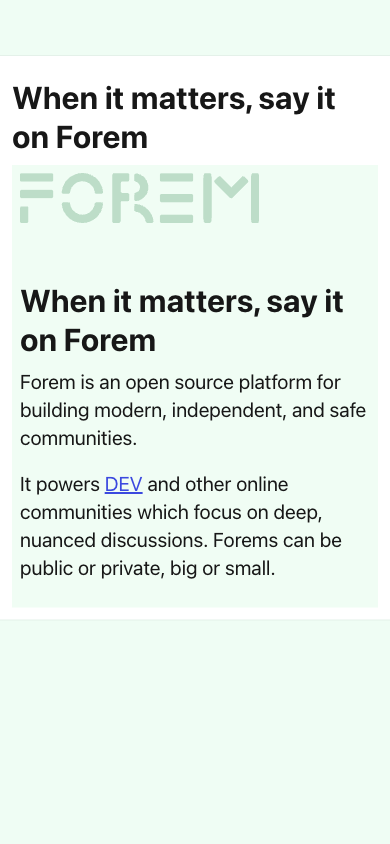 When it matters, say it
on Forem
FOREM
When it matters, say it
on Forem
Forem is an open source platform for
building modern, independent, and safe
communities.
It powers DEV and other online
communities which focus on deep,
nuanced discussions. Forems can be
public or private, big or small.